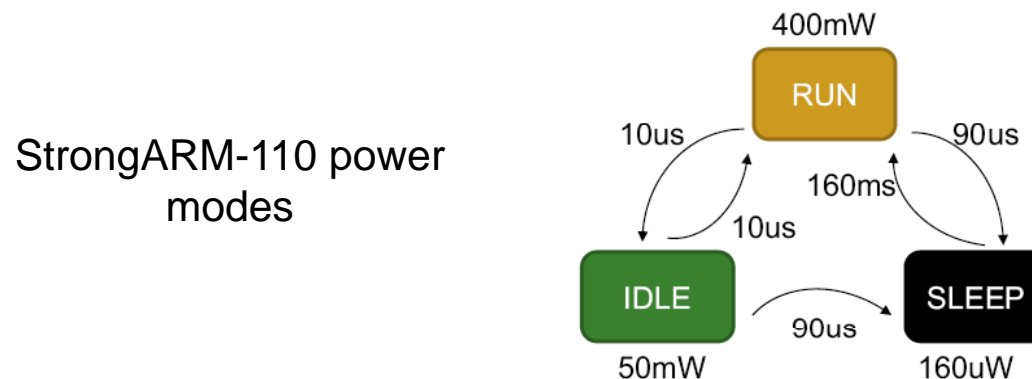 StrongARM-110 power
modes
400mW
RUN
10us
90us
160ms
10us
IDLE
SLEEP
90us
50mW
160uW